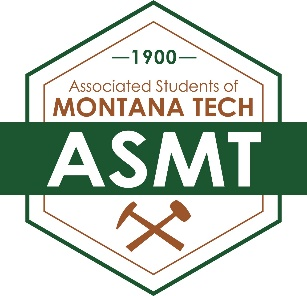 —1900—
Associated Students of
MONTANA TECH
ASMT